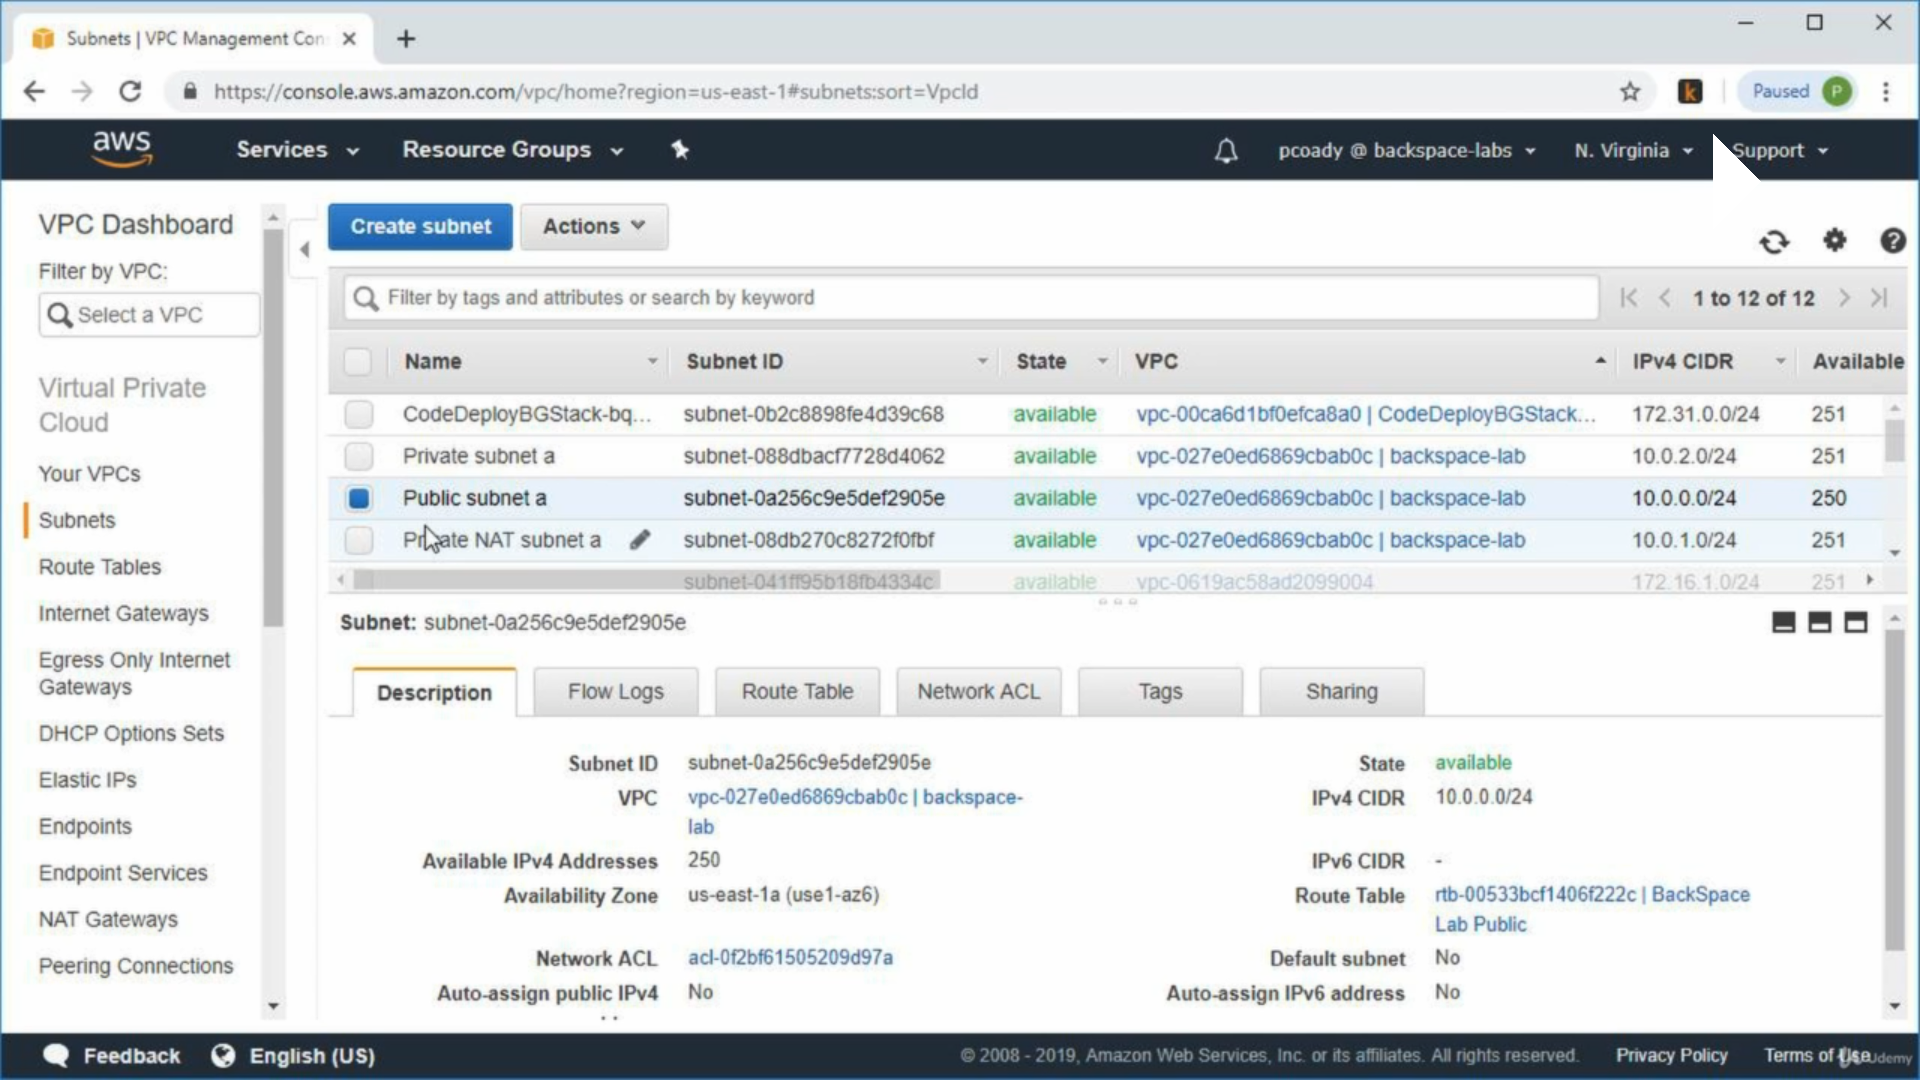 Subnets | VPC Management Con
https://console.aws.amazon.com/vpc/home?region=us-east-1#subnets:sort=VpcId
k
Paused
P
aws
Services
Resource Groups
pcoady @ backspace-labs
N. Virginia
Support
VPC Dashboard
Filter by VPC:
Select a VPC
Virtual Private
Cloud
Your VPCs
Subnets
Route Tables
Internet Gateways
Egress Only Internet
Gateways
DHCP Options Sets
Elastic IPs
Endpoints
Endpoint Services
NAT Gateways
Peering Connections
Create subnet
Actions
Filter by tags and attributes or search by keyword
1 to 12 of 12
Name Subnet ID State VPC IPv4 CIDR Available
CodeDeployBGStack-bq... subnet-0b2c8898fe4d39c68 available vpc-00ca6d1bf0efca8a0 | CodeDeployBGStack... 172.31.0.0/24 251
Private subnet a subnet-088dbacf7728d4062 available vpc-027e0ed6869cbab0c | backspace-lab 10.0.2.0/24 251
Public subnet a subnet-0a256c9e5def2905e available vpc-027e0ed6869cbab0c | backspace-lab 10.0.0.0/24 250
Private NAT subnet a subnet-08db270c8272f0fbf available vpc-027e0ed6869cbab0c | backspace-lab 10.0.1.0/24 251
subnet-041ff95b18fb4334c available vpc-0619ac58ad2099004 172.16.1.0/24 251
Subnet: subnet-0a256c9e5def2905e
Description
Flow Logs
Route Table
Network ACL
Tags
Sharing
Subnet ID subnet-0a256c9e5def2905e
State available
VPC vpc-027e0ed6869cbab0c | backspace-
lab
IPv4 CIDR 10.0.0.0/24
Available IPv4 Addresses 250
IPv6 CIDR -
Availability Zone us-east-1a (use1-az6)
Route Table rtb-00533bcf1406f222c | BackSpace
Lab Public
Network ACL acl-0f2bf61505209d97a
Default subnet No
Auto-assign public IPv4 No
Auto-assign IPv6 address No
Feedback
English (US)
© 2008 - 2019, Amazon Web Services, Inc. or its affiliates. All rights reserved.
Privacy Policy
Terms of Use
Udemy